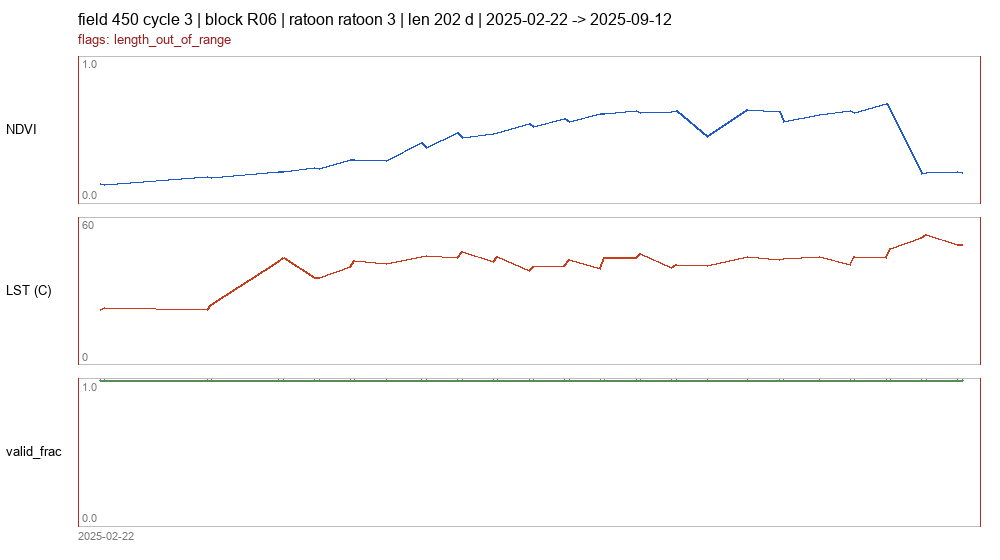 field 450 cycle 3 | block R06 | ratoon ratoon 3 | len 202 d | 2025-02-22 -> 2025-09-12
flags: length_out_of_range
1.0
NDVI
0.0
60
LST (C)
0
1.0
valid_frac
0.0
2025-02-22